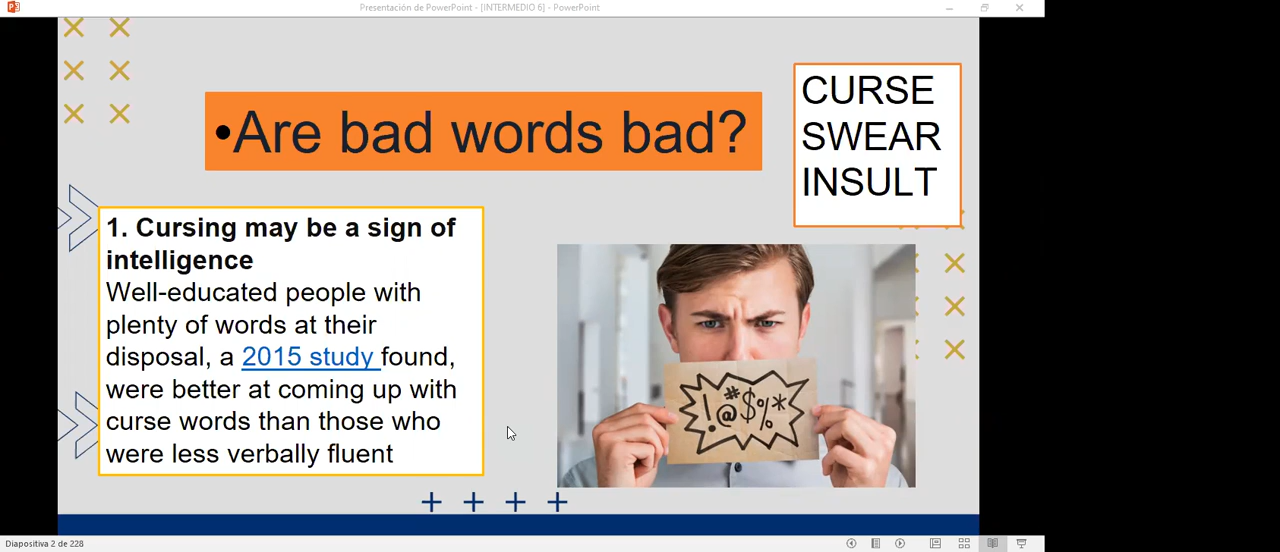 Presentación de PowerPoint - [INTERMEDIO 6] - PowerPoint
•Are bad words bad?
CURSE
SWEAR
INSULT
1. Cursing may be a sign of
intelligence
Well-educated people with
plenty of words at their
disposal, a 2015 study found,
were better at coming up with
curse words than those who
were less verbally fluent
!@#$%*
Diapositiva 2 de 228